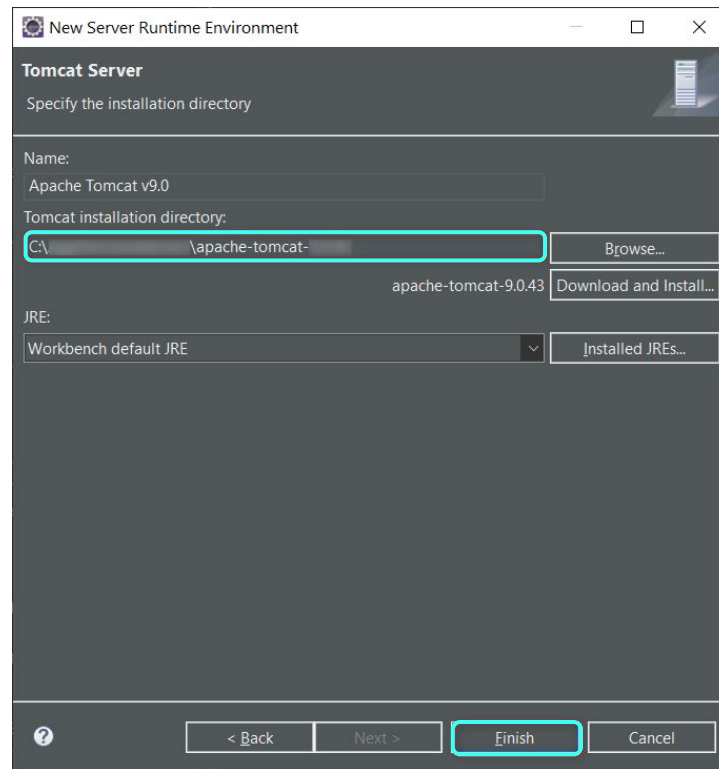 New Server Runtime Environment
Tomcat Server
Specify the installation directory
Name:
Apache Tomcat v9.0
Tomcat installation directory:
C:\ \apache-tomcat- Browse...
apache-tomcat-9.0.43 Download and Install...
JRE:
Workbench default JRE Installed JREs...
? < Back Next > Finish Cancel